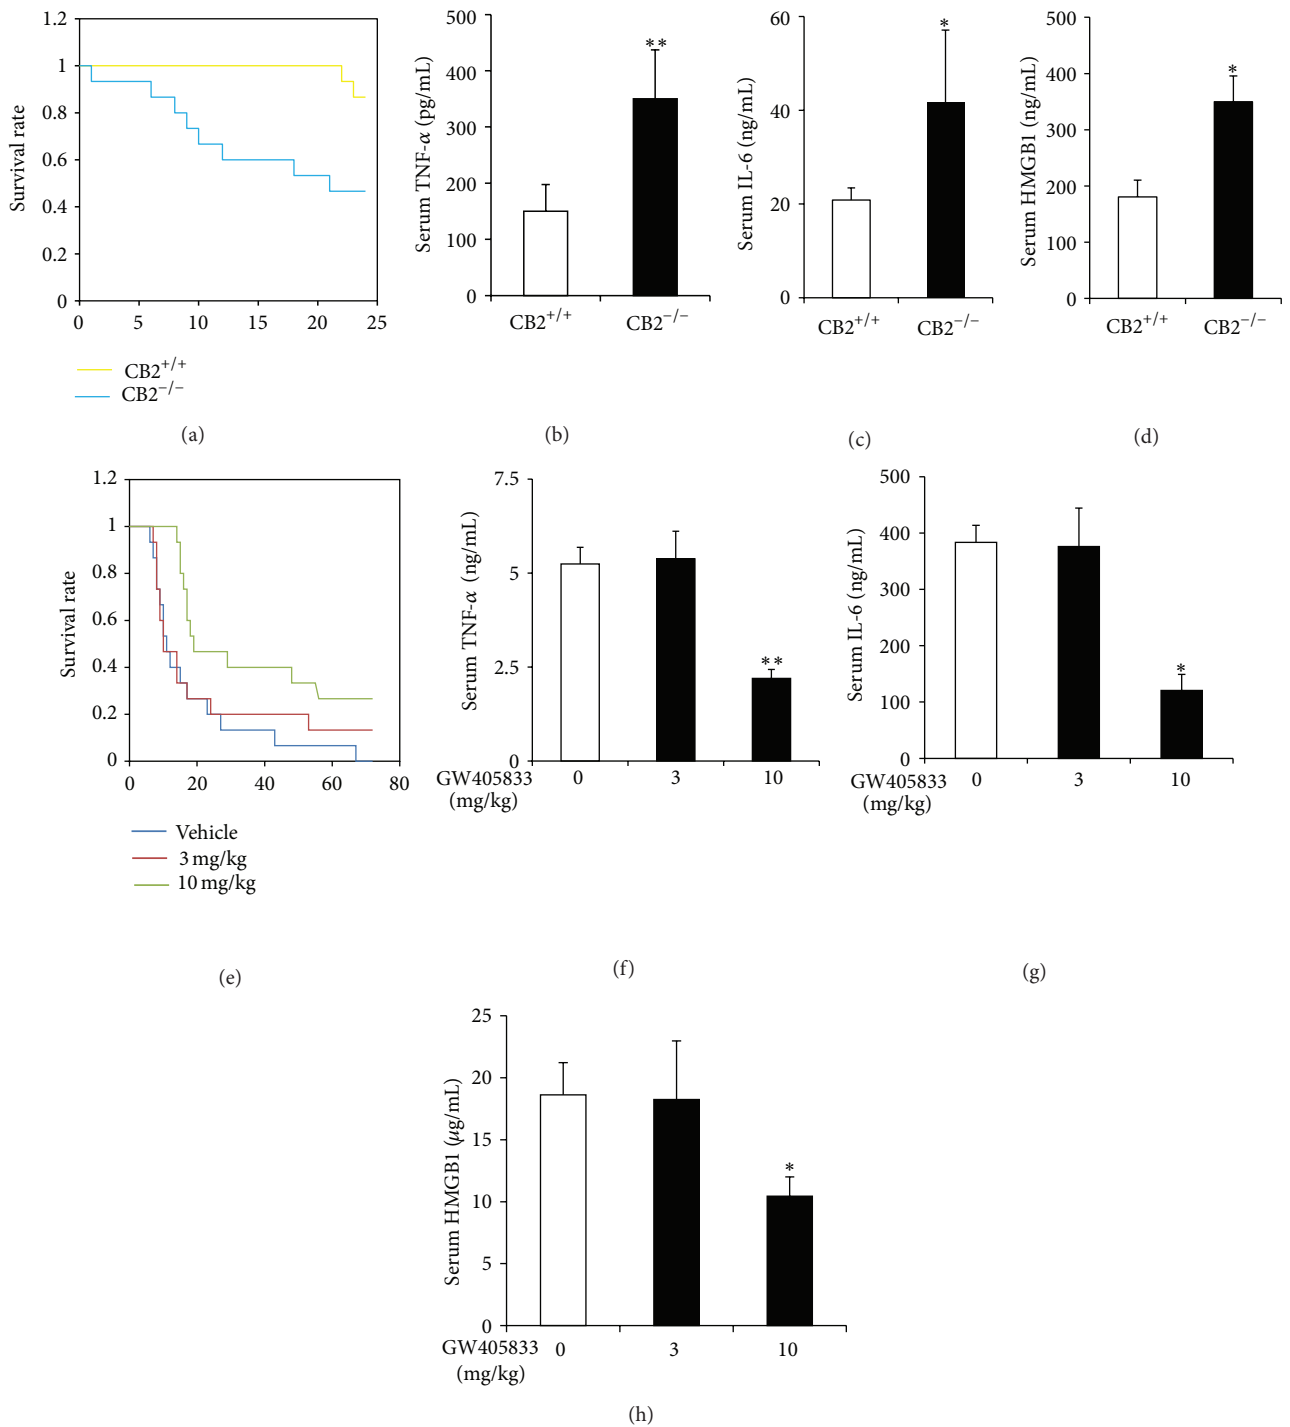 1.2
1
0.8
0.6
0.4
0.2
0
Survival rate
0 5 10 15 20 25
CB2+/+
CB2−/−
(a)
500
400
300
200
100
0
Serum TNF-α (pg/mL)
**
CB2+/+ CB2−/−
(b)
60
40
20
0
Serum IL-6 (ng/mL)
*
CB2+/+ CB2−/−
(c)
500
400
300
200
100
0
Serum HMGB1 (ng/mL)
*
CB2+/+ CB2−/−
(d)
1.2
1
0.8
0.6
0.4
0.2
0
Survival rate
0 20 40 60 80
Vehicle
3 mg/kg
10 mg/kg
(e)
7.5
5
2.5
0
Serum TNF-α (ng/mL)
**
GW405833 0 3 10
(mg/kg)
(f)
500
400
300
200
100
0
Serum IL-6 (ng/mL)
*
GW405833 0 3 10
(mg/kg)
(g)
25
20
15
10
5
0
Serum HMGB1 (μg/mL)
*
GW405833 0 3 10
(mg/kg)
(h)